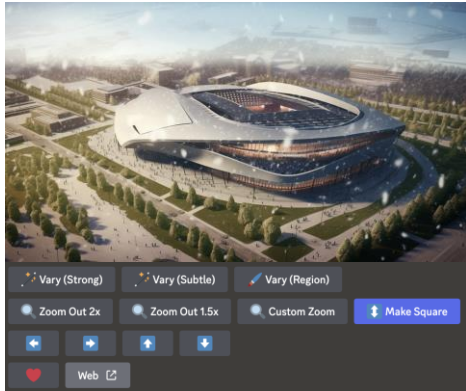 Vary (Strong) Vary (Subtle) Vary (Region)
Zoom Out 2x Zoom Out 1.5x Custom Zoom Make Square
Web